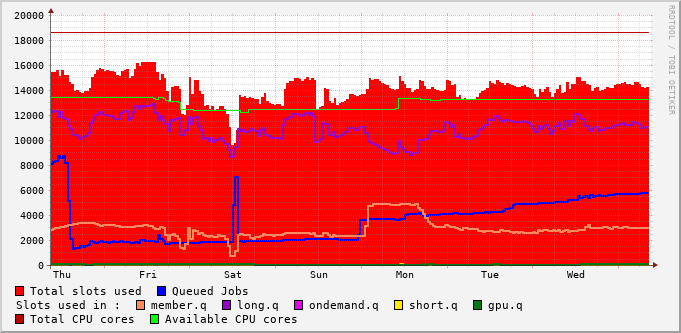 20000
18000
16000
14000
12000
10000
8000
6000
4000
2000
0
Thu Fri Sat Sun Mon Tue Wed
RRDTOOL / TOBI OETIKER
Total slots used Queued Jobs
Slots used in : member.q long.q ondemand.q short.q gpu.q
Total CPU cores Available CPU cores